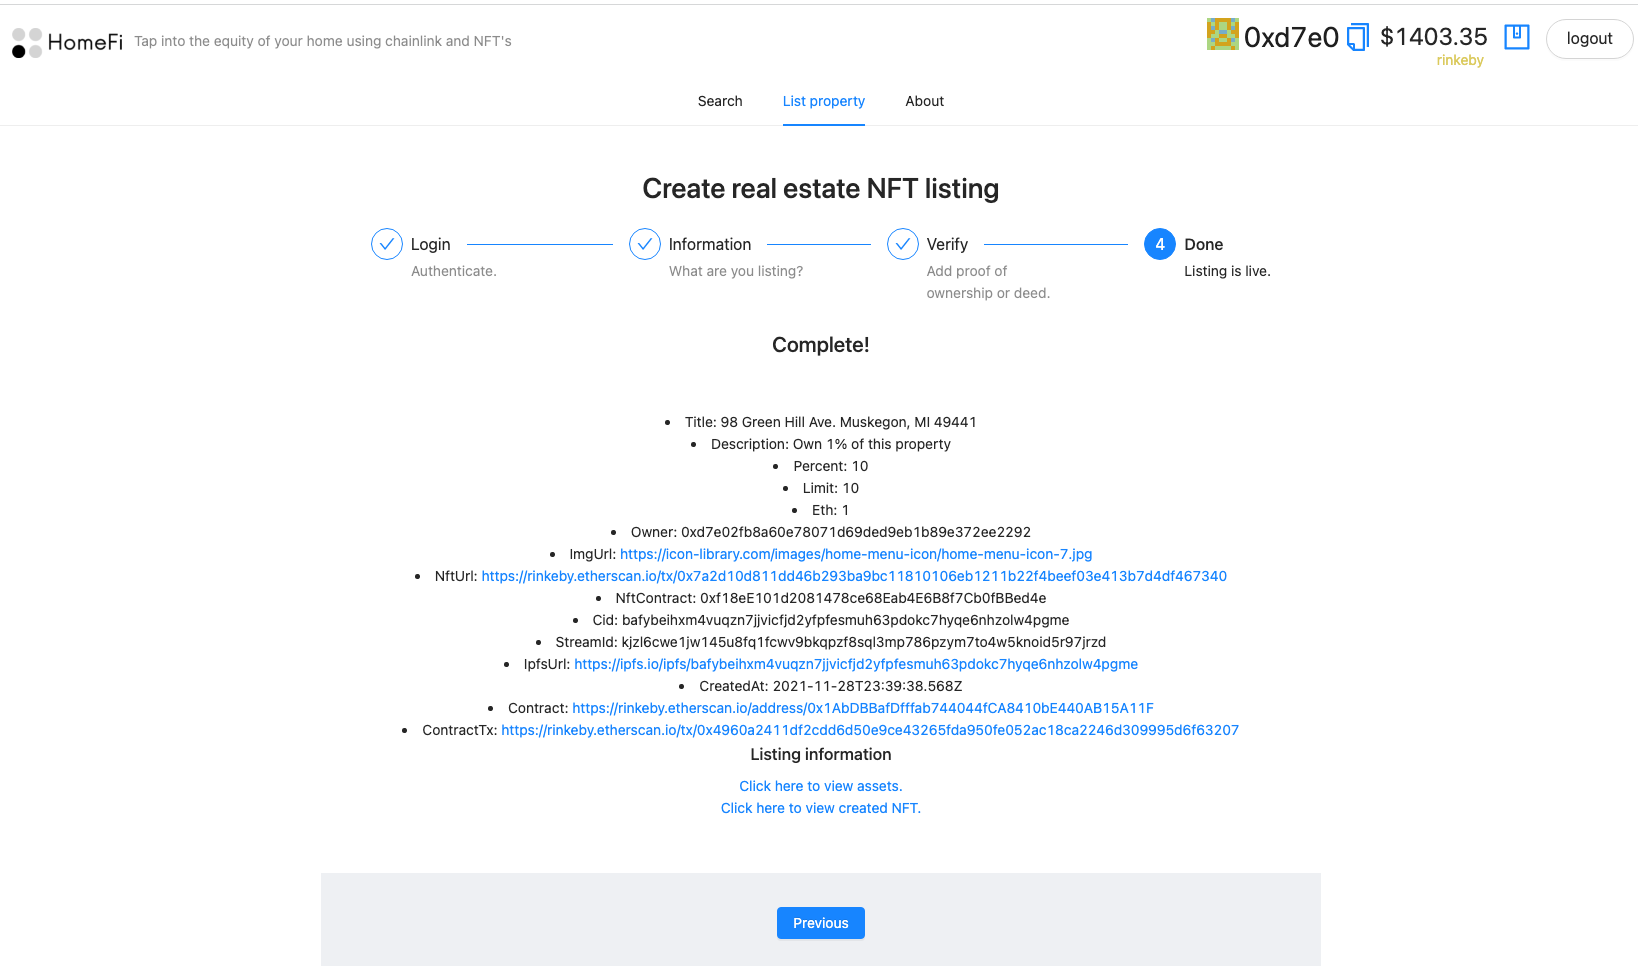 HomeFi Tap into the equity of your home using chainlink and NFT's
0xd7e0 $1403.35 logout
rinkeby
Search List property About
Create real estate NFT listing
Login Information Verify 4 Done
Authenticate. What are you listing? Add proof of Listing is live.
ownership or deed.
Complete!
• Title: 98 Green Hill Ave. Muskegon, MI 49441
• Description: Own 1% of this property
• Percent: 10
• Limit: 10
• Eth: 1
• Owner: 0xd7e02fb8a60e78071d69ded9eb1b89e372ee2292
• ImgUrl: https://icon-library.com/images/home-menu-icon/home-menu-icon-7.jpg
• NftUrl: https://rinkeby.etherscan.io/tx/0x7a2d10d811dd46b293ba9bc11810106eb1211b22f4beef03e413b7d4df467340
• NftContract: 0xf18eE101d2081478ce68Eab4E6B8f7Cb0fBBed4e
• Cid: bafybeihxm4vuqzn7jjvicfjd2yfpfesmuh63pdokc7hyqe6nhzolw4pgme
• StreamId: kjzl6cwe1jw145u8fq1fcwv9bkqpzf8sql3mp786pzym7to4w5knoid5r97jrzd
• IpfsUrl: https://ipfs.io/ipfs/bafybeihxm4vuqzn7jjvicfjd2yfpfesmuh63pdokc7hyqe6nhzolw4pgme
• CreatedAt: 2021-11-28T23:39:38.568Z
• Contract: https://rinkeby.etherscan.io/address/0x1AbDBBafDfffab744044fCA8410bE440AB15A11F
• ContractTx: https://rinkeby.etherscan.io/tx/0x4960a2411df2cdd6d50e9ce43265fda950fe052ac18ca2246d309995d6f63207
Listing information
Click here to view assets.
Click here to view created NFT.
Previous